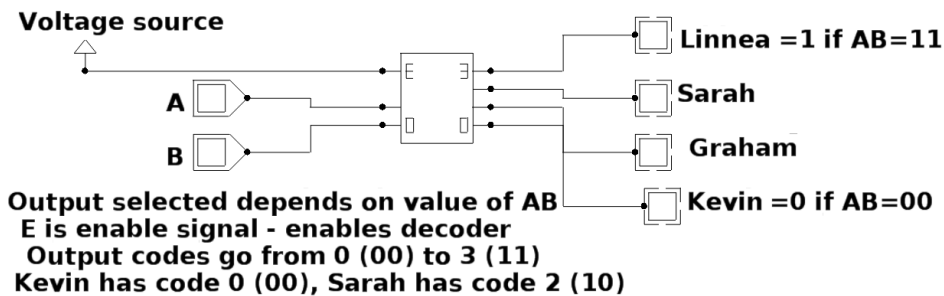 Voltage source
Linnea =1 if AB=11
E
E
A
Sarah
B
Graham
Output selected depends on value of AB
Kevin =0 if AB=00
E is enable signal - enables decoder
Output codes go from 0 (00) to 3 (11)
Kevin has code 0 (00), Sarah has code 2 (10)